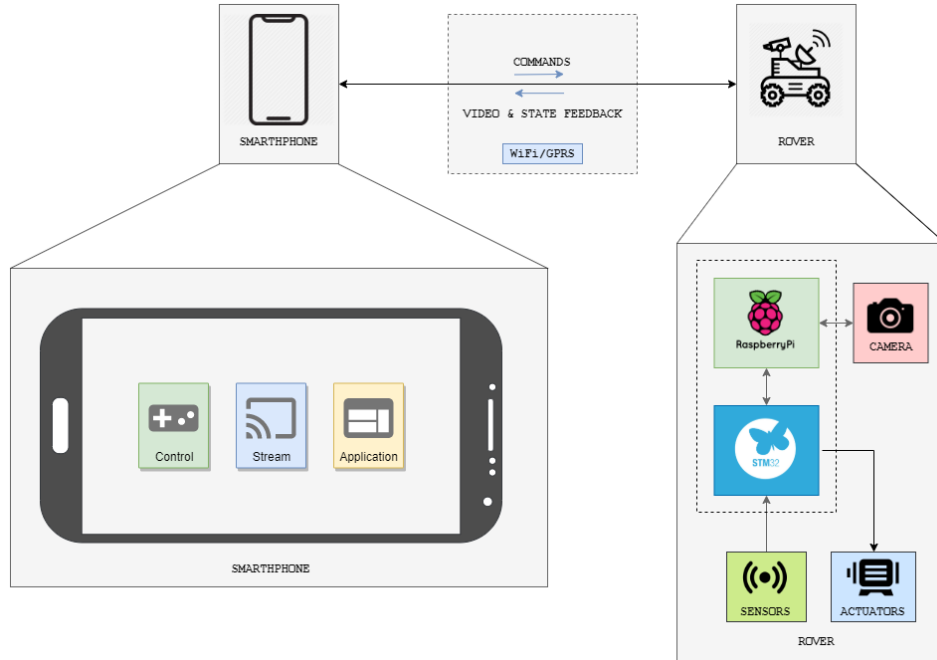 COMMANDS
VIDEO & STATE FEEDBACK
WiFi/GPRS
SMARTHPHONE
ROVER
RaspberryPi
CAMERA
STM32
Control
Stream
Application
SMARTHPHONE
SENSORS
ACTUATORS
ROVER